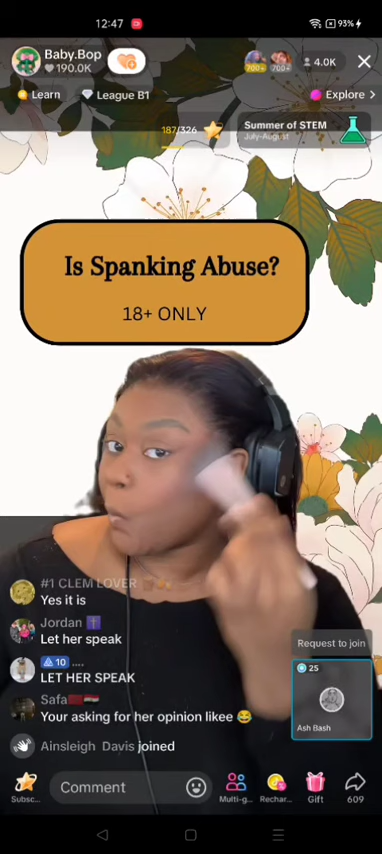 12:47
93%
Baby.Bop
190.0K
700+
700+
4.0K
Learn
League B1
Explore
187/326
Summer of STEM
July-August
Is Spanking Abuse?
18+ ONLY
#1 CLEM LOVER
Yes it is
Jordan
Let her speak
10 ....
LET HER SPEAK
Safa
Your asking for her opinion likee
Ainsleigh Davis joined
Request to join
25
Ash Bash
Subsc...
Comment
Multi-g...
Rechar...
Gift
609